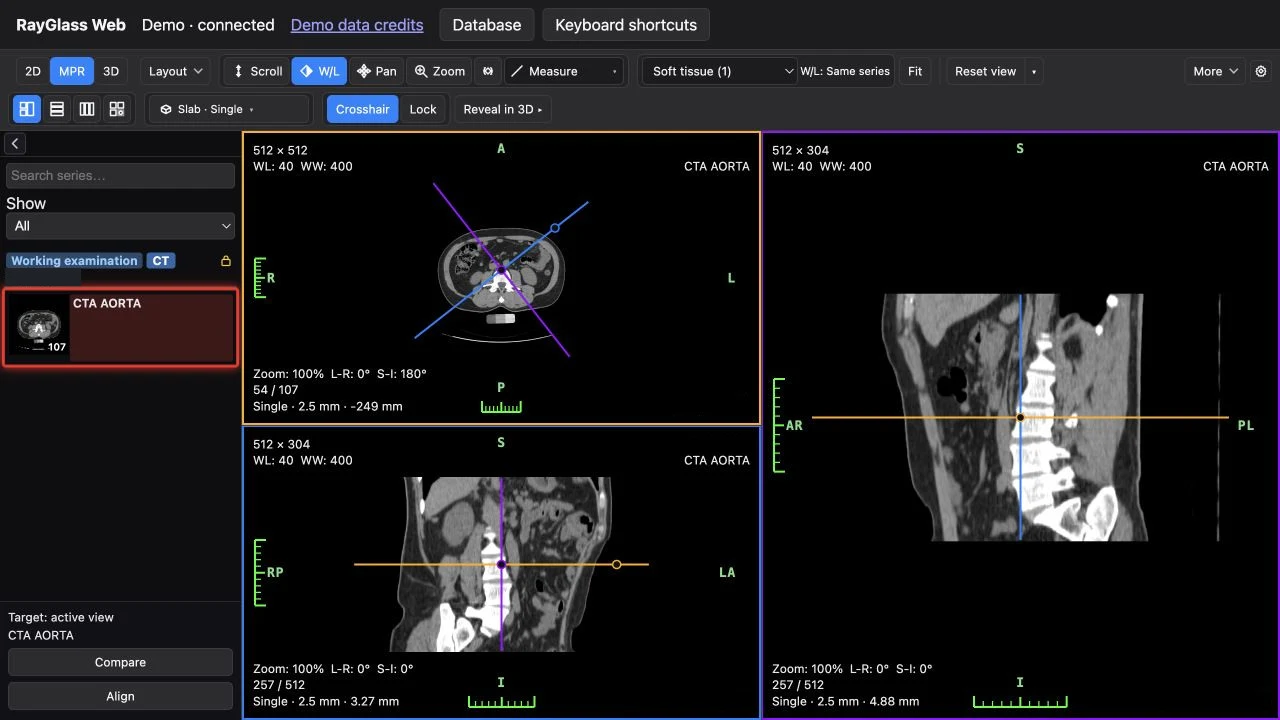 RayGlass Web Demo · connected Demo data credits Database Keyboard shortcuts
2D MPR 3D Layout Scroll W/L Pan Zoom Measure Soft tissue (1) W/L: Same series Fit Reset view More
Slab · Single Crosshair Lock Reveal in 3D
Search series…
Show
All
Working examination CT
CTA AORTA
107
Target: active view
CTA AORTA
Compare
Align
512 × 512
WL: 40 WW: 400
A
CTA AORTA
R
L
Zoom: 100% L-R: 0° S-I: 180°
54 / 107
Single · 2.5 mm · -249 mm
P
512 × 304
WL: 40 WW: 400
S
CTA AORTA
RP
LA
Zoom: 100% L-R: 0° S-I: 0°
257 / 512
Single · 2.5 mm · 3.27 mm
I
512 × 304
WL: 40 WW: 400
S
CTA AORTA
AR
PL
Zoom: 100% L-R: 0° S-I: 0°
257 / 512
Single · 2.5 mm · 4.88 mm
I